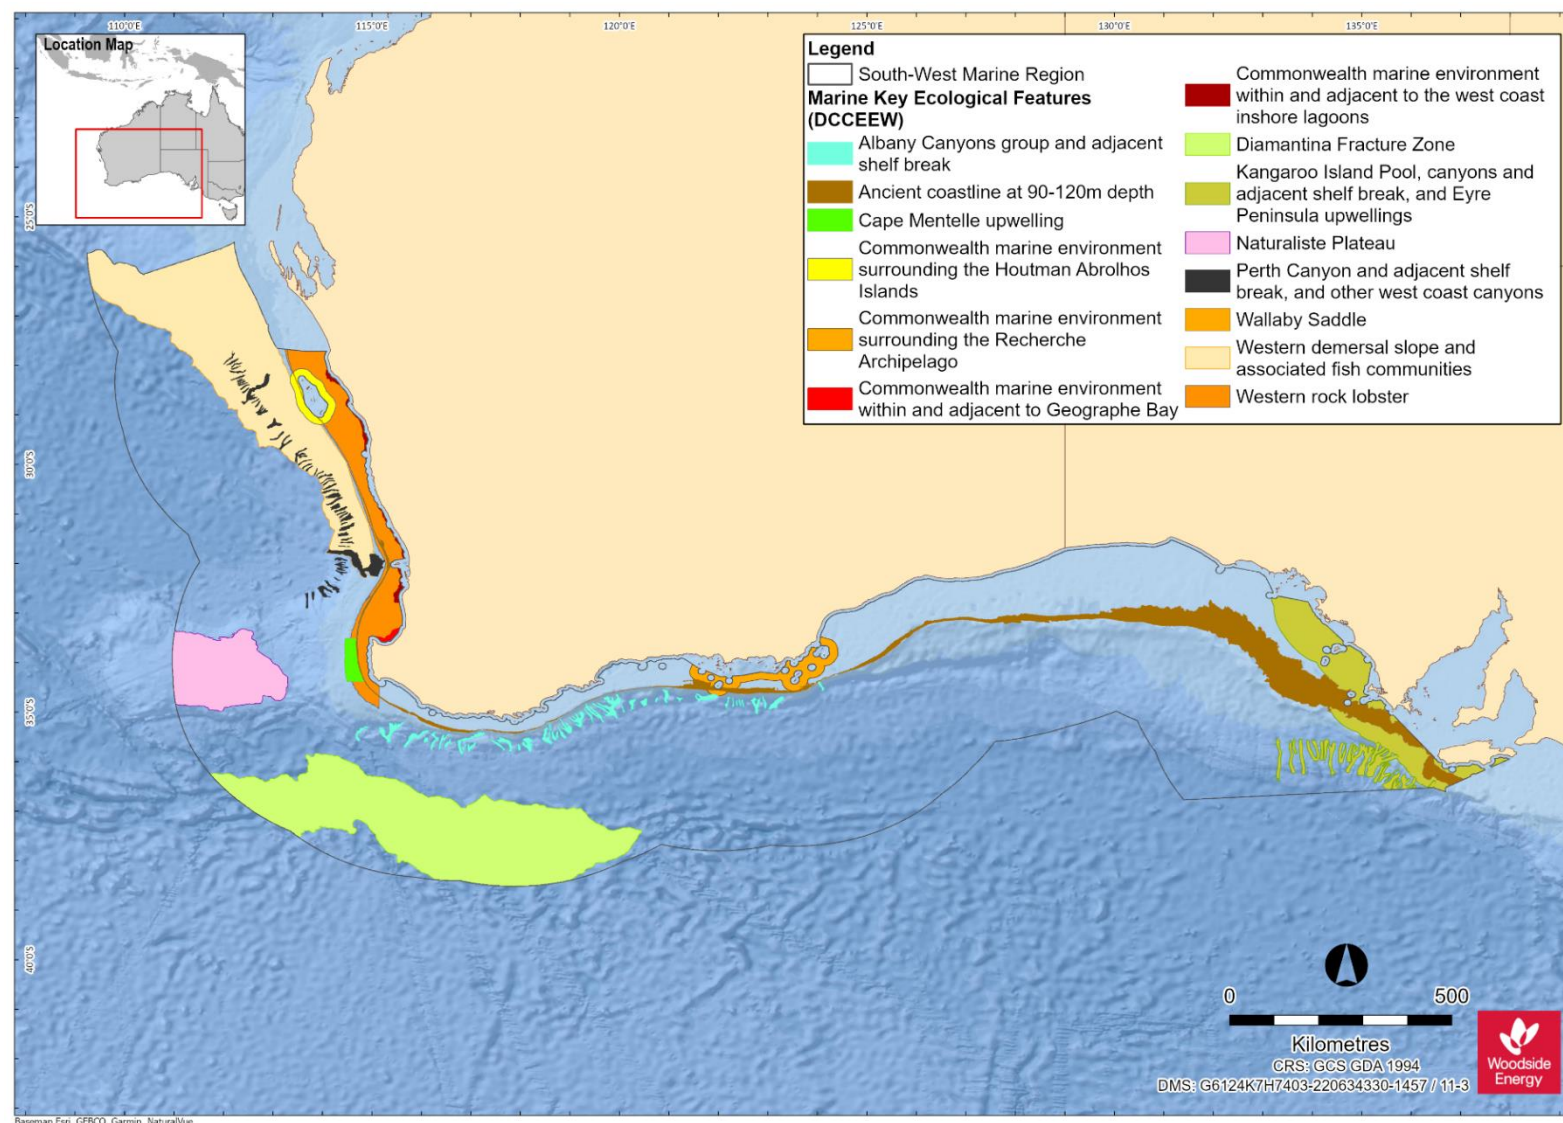 110°0'E
115°0'E
120°0'E
125°0'E
130°0'E
135°0'E
Location Map
25°0'S
30°0'S
35°0'S
40°0'S
Legend
South-West Marine Region
Marine Key Ecological Features
(DCCEEW)
Albany Canyons group and adjacent
shelf break
Ancient coastline at 90-120m depth
Cape Mentelle upwelling
Commonwealth marine environment
surrounding the Houtman Abrolhos
Islands
Commonwealth marine environment
surrounding the Recherche
Archipelago
Commonwealth marine environment
within and adjacent to Geographe Bay
Commonwealth marine environment
within and adjacent to the west coast
inshore lagoons
Diamantina Fracture Zone
Kangaroo Island Pool, canyons and
adjacent shelf break, and Eyre
Peninsula upwellings
Naturaliste Plateau
Perth Canyon and adjacent shelf
break, and other west coast canyons
Wallaby Saddle
Western demersal slope and
associated fish communities
Western rock lobster
0 500
Kilometres
CRS: GCS GDA 1994
DMS: G6124K7H7403-220634330-1457 / 11-3
Woodside
Energy
Basemap Esri, GEBCO, Garmin, NaturalVue